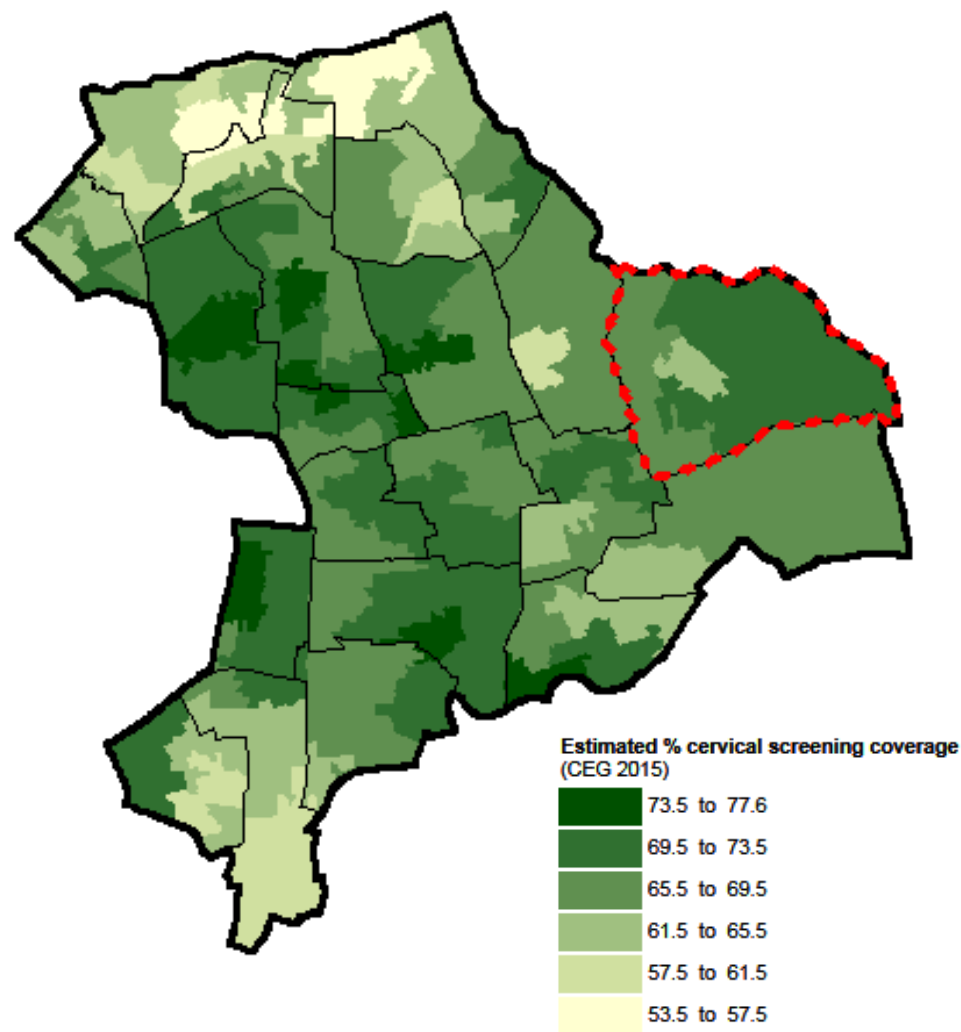 Estimated % cervical screening coverage
(CEG 2015)
73.5 to 77.6
69.5 to 73.5
65.5 to 69.5
61.5 to 65.5
57.5 to 61.5
53.5 to 57.5